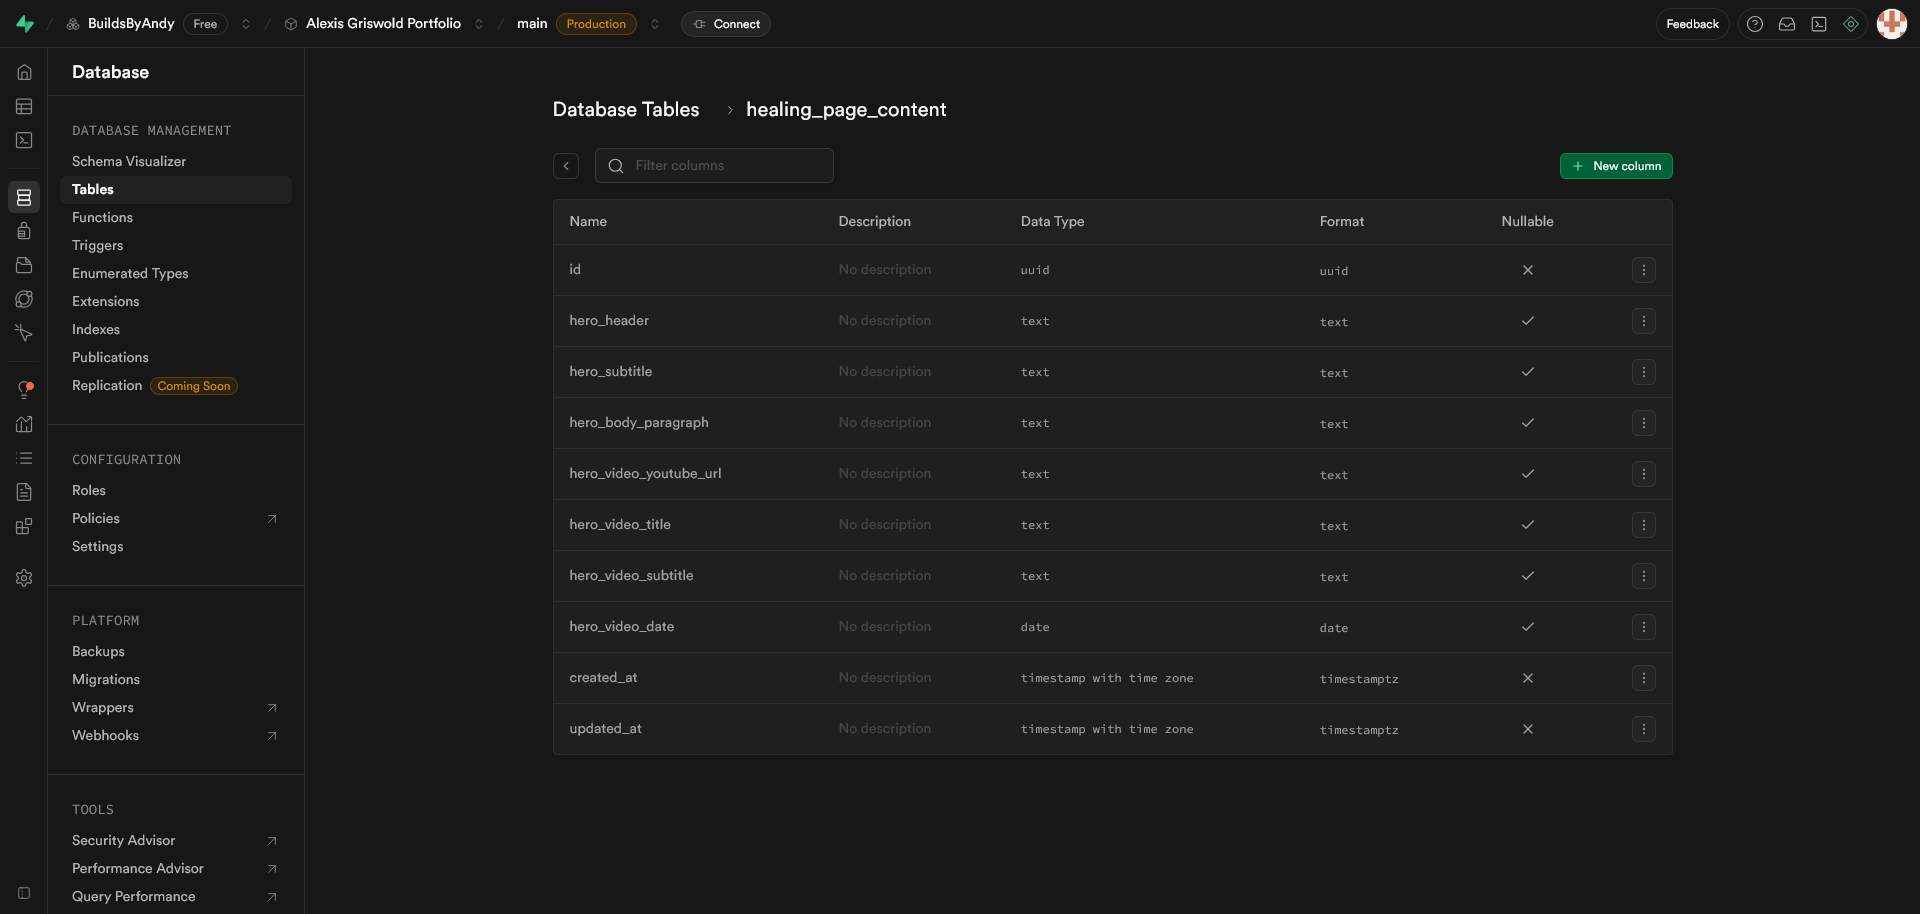 BuildsByAndy Free Alexis Griswold Portfolio main Production Connect Feedback
Database
DATABASE MANAGEMENT
Schema Visualizer
Tables
Functions
Triggers
Enumerated Types
Extensions
Indexes
Publications
Replication Coming Soon
CONFIGURATION
Roles
Policies
Settings
PLATFORM
Backups
Migrations
Wrappers
Webhooks
TOOLS
Security Advisor
Performance Advisor
Query Performance
Database Tables > healing_page_content
Filter columns
New column
Name Description Data Type Format Nullable
id No description uuid uuid
hero_header No description text text
hero_subtitle No description text text
hero_body_paragraph No description text text
hero_video_youtube_url No description text text
hero_video_title No description text text
hero_video_subtitle No description text text
hero_video_date No description date date
created_at No description timestamp with time zone timestamptz
updated_at No description timestamp with time zone timestamptz